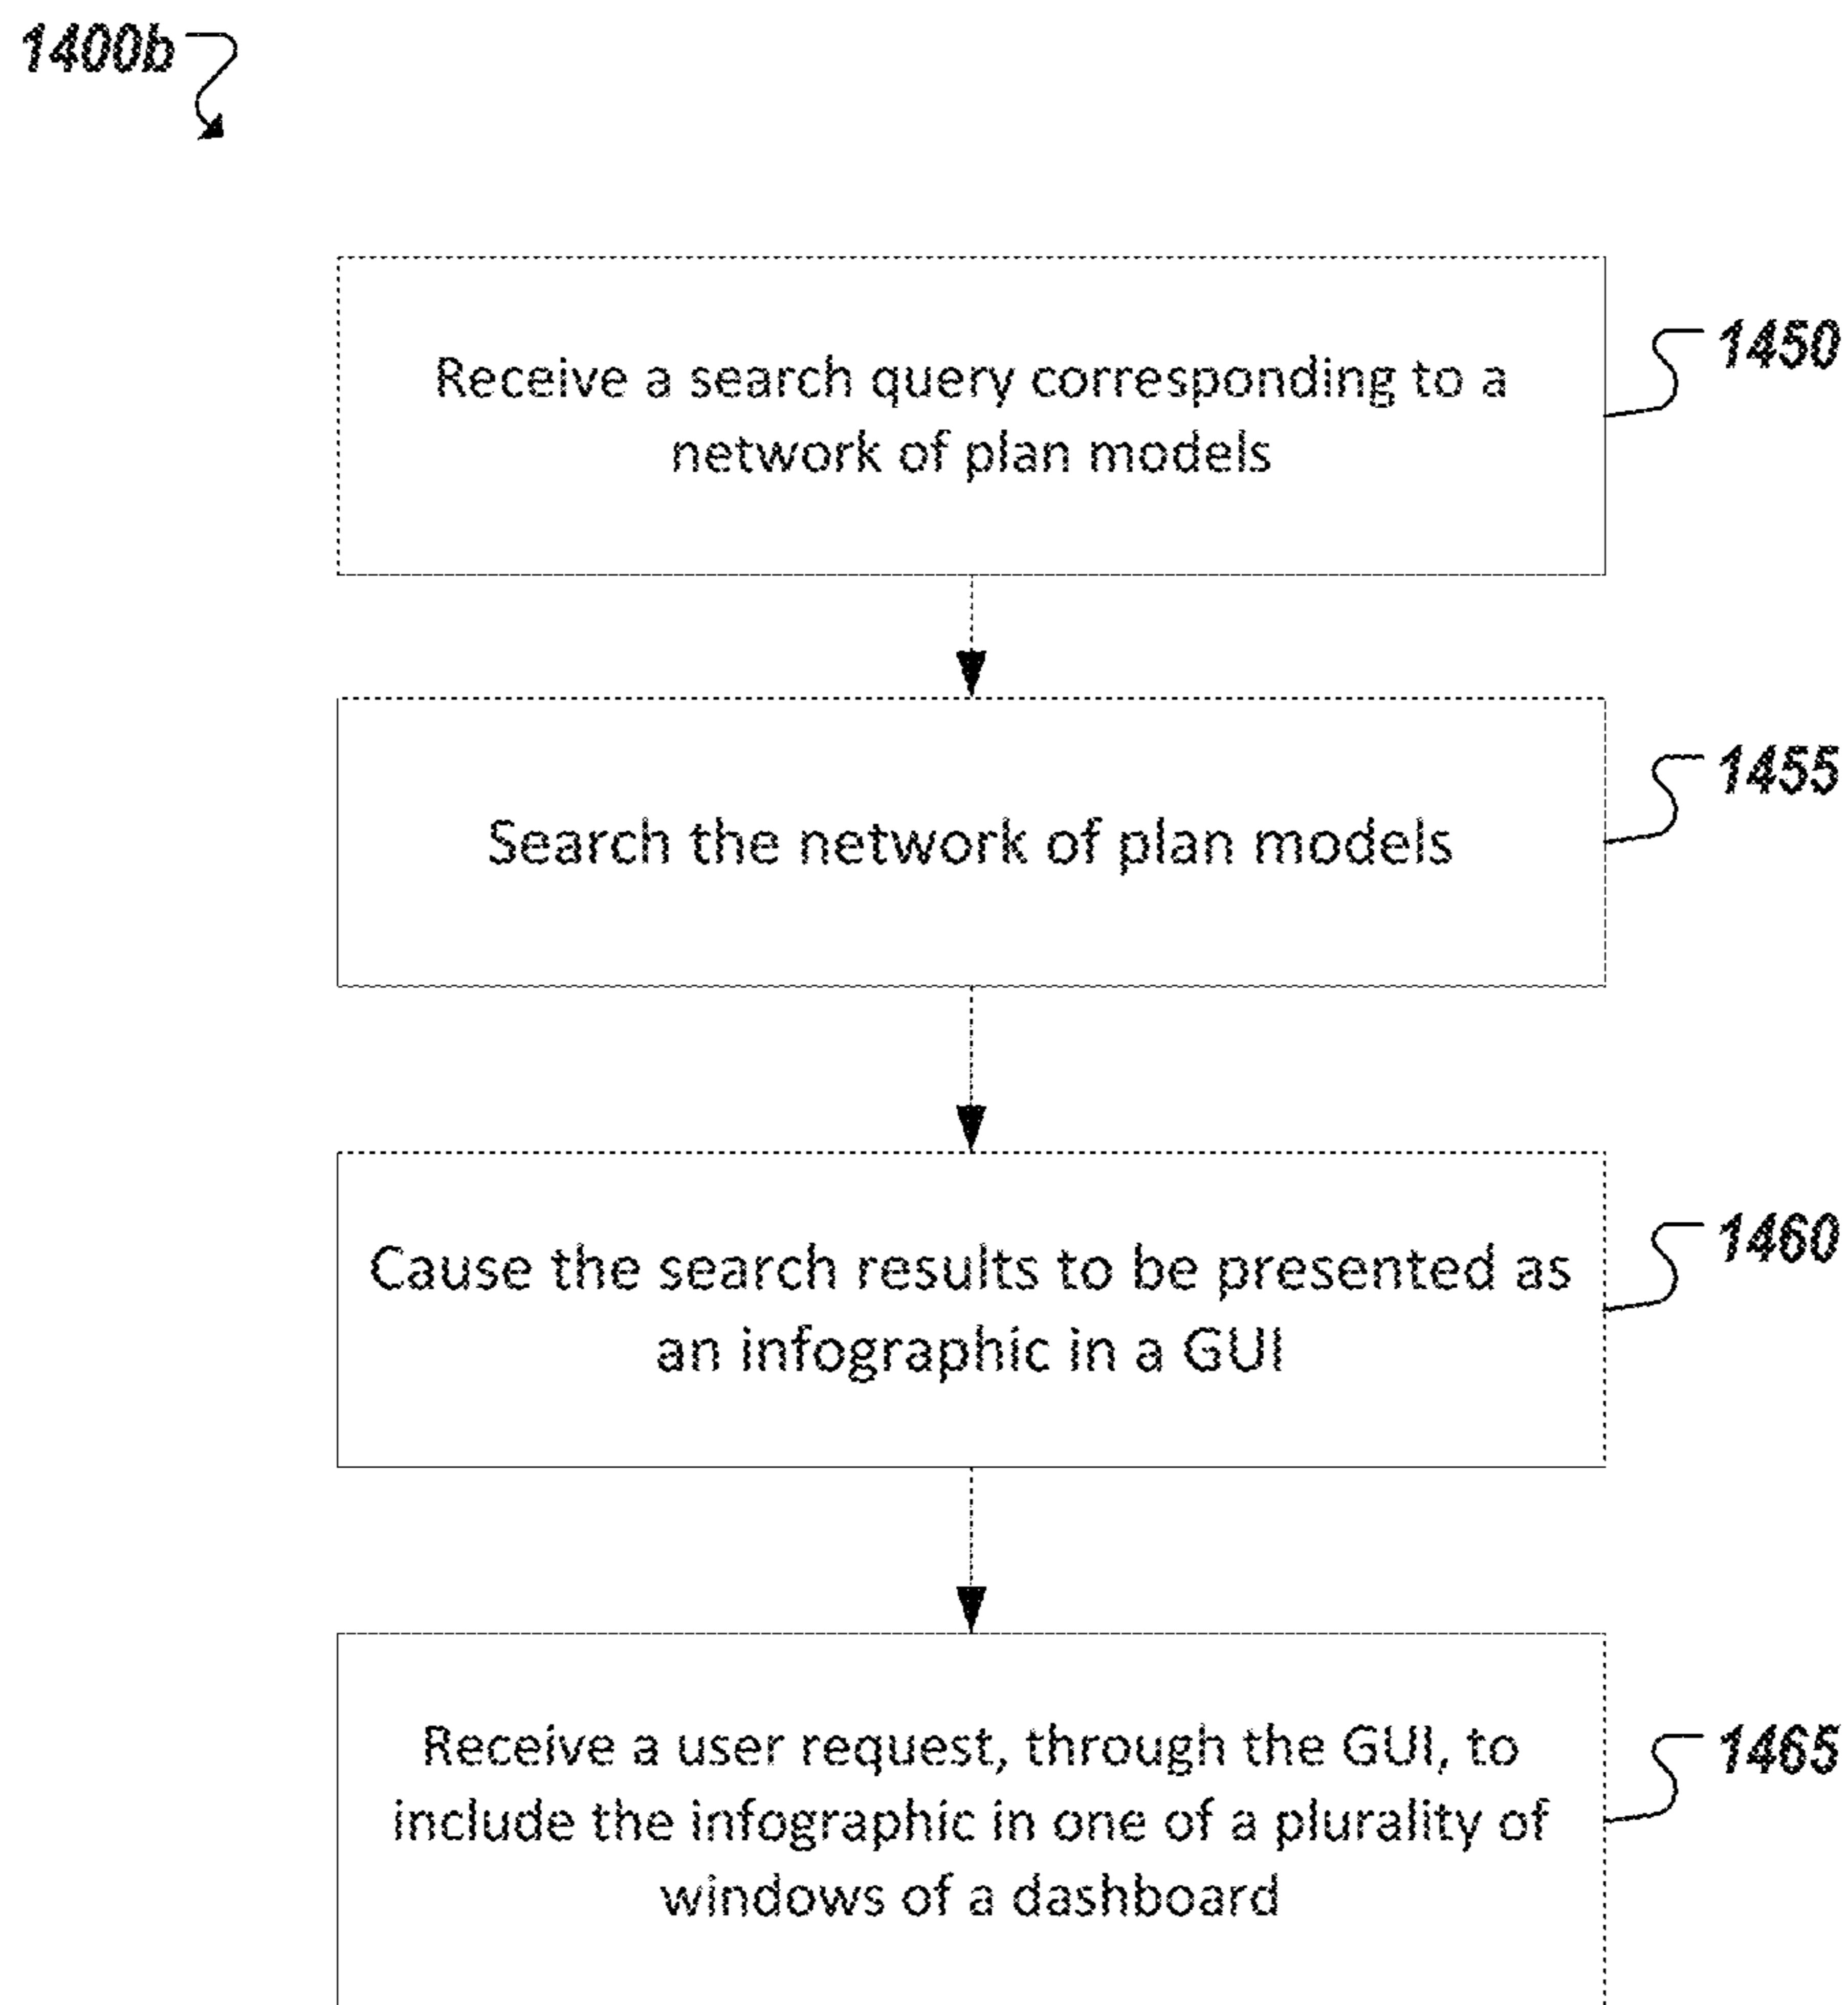 1400b
Receive a search query corresponding to a
network of plan models
1450
Search the network of plan models
1455
Cause the search results to be presented as
an infographic in a GUI
1460
Receive a user request, through the GUI, to
include the infographic in one of a plurality of
windows of a dashboard
1465